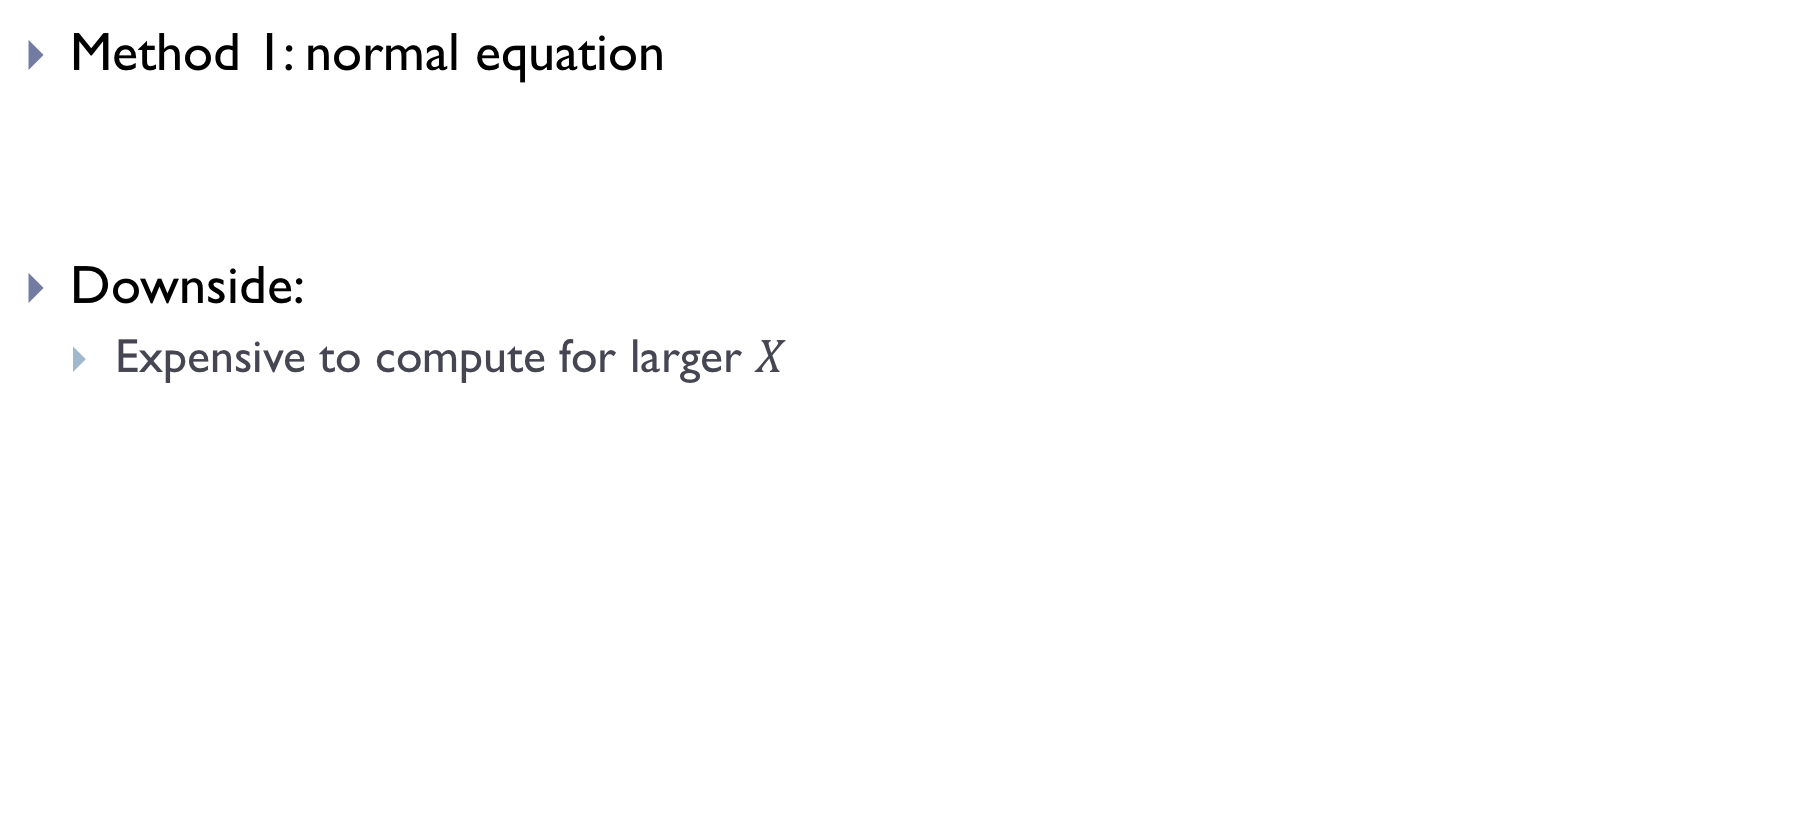 Method 1: normal equation
Downside:
Expensive to compute for larger X